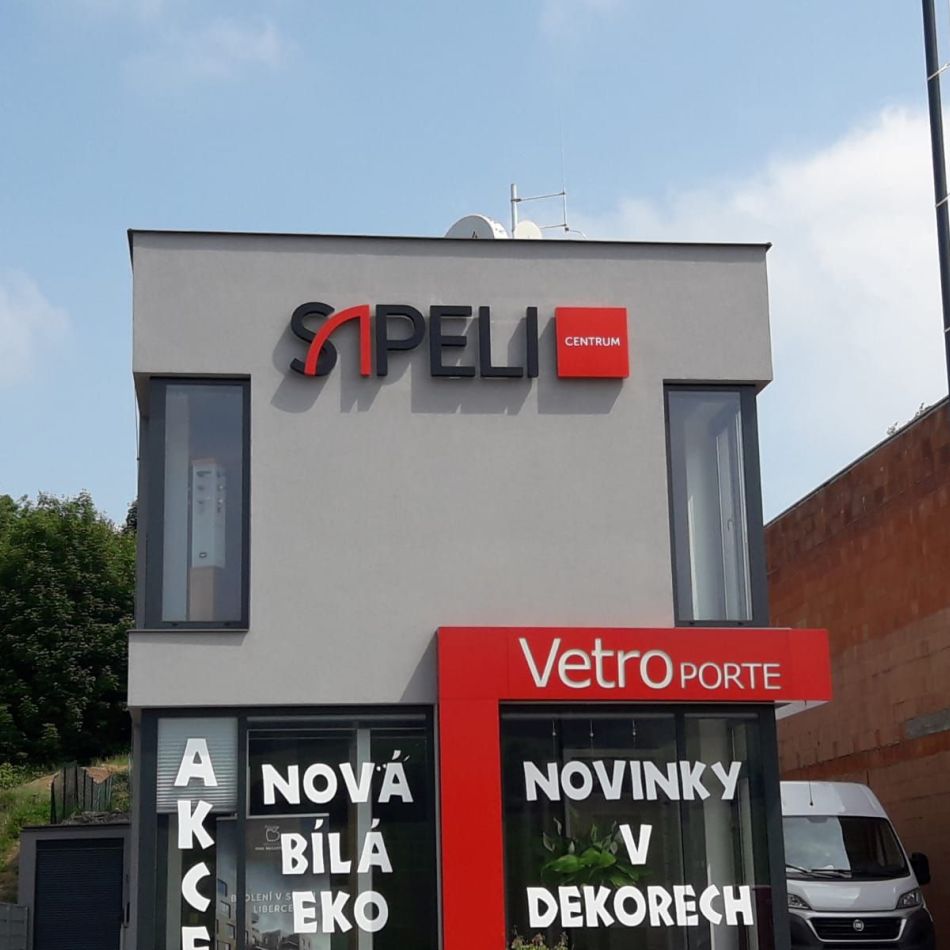 SAPELI CENTRUM
Vetro PORTE
AKCE
NOVÁ
BÍLÁ
EKO
NOVINKY
V
DEKORECH